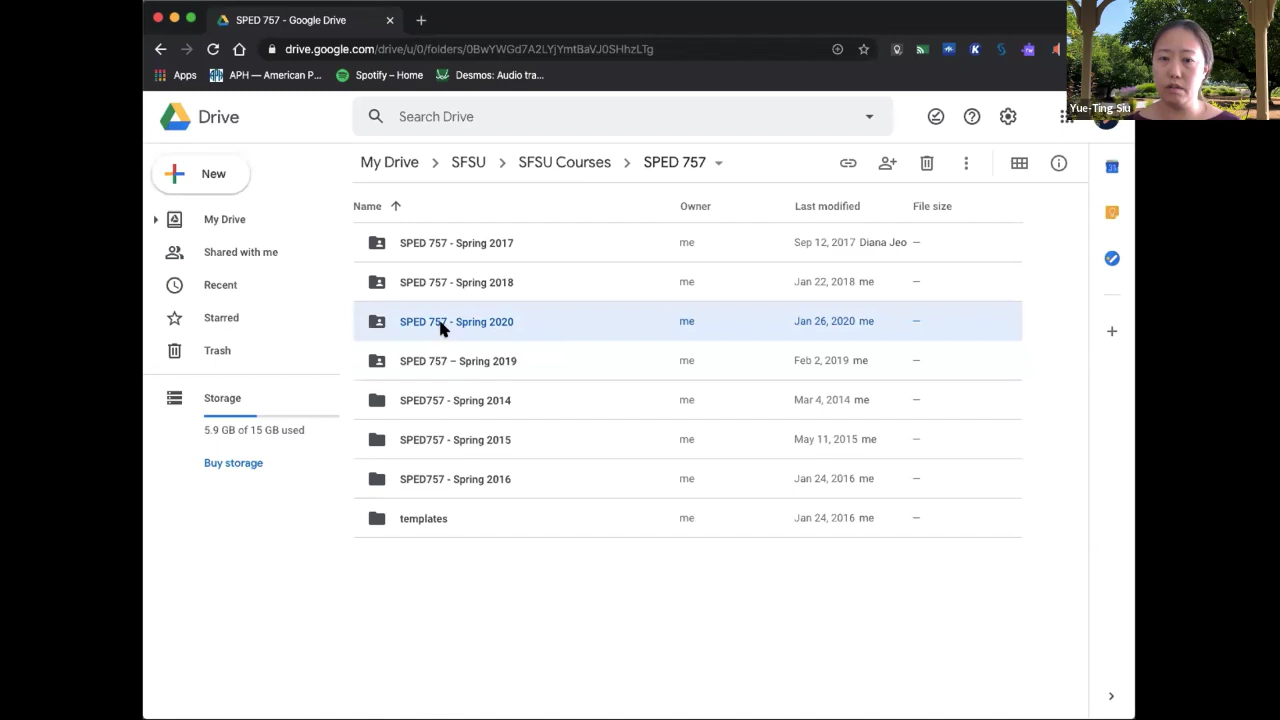 SPED 757 - Google Drive
drive.google.com/drive/u/0/folders/0BwYWGd7A2LYjYmtBaVJ0SHhzLTg
Apps APH — American P... Spotify – Home Desmos: Audio tra...
Yue-Ting Siu
Drive
Search Drive
New
My Drive SFSU SFSU Courses SPED 757
My Drive
Shared with me
Recent
Starred
Trash
Storage
5.9 GB of 15 GB used
Buy storage
Name Owner Last modified File size
SPED 757 - Spring 2017 me Sep 12, 2017 Diana Jeo —
SPED 757 - Spring 2018 me Jan 22, 2018 me —
SPED 757 - Spring 2020 me Jan 26, 2020 me —
SPED 757 – Spring 2019 me Feb 2, 2019 me —
SPED757 - Spring 2014 me Mar 4, 2014 me —
SPED757 - Spring 2015 me May 11, 2015 me —
SPED757 - Spring 2016 me Jan 24, 2016 me —
templates me Jan 24, 2016 me —
31